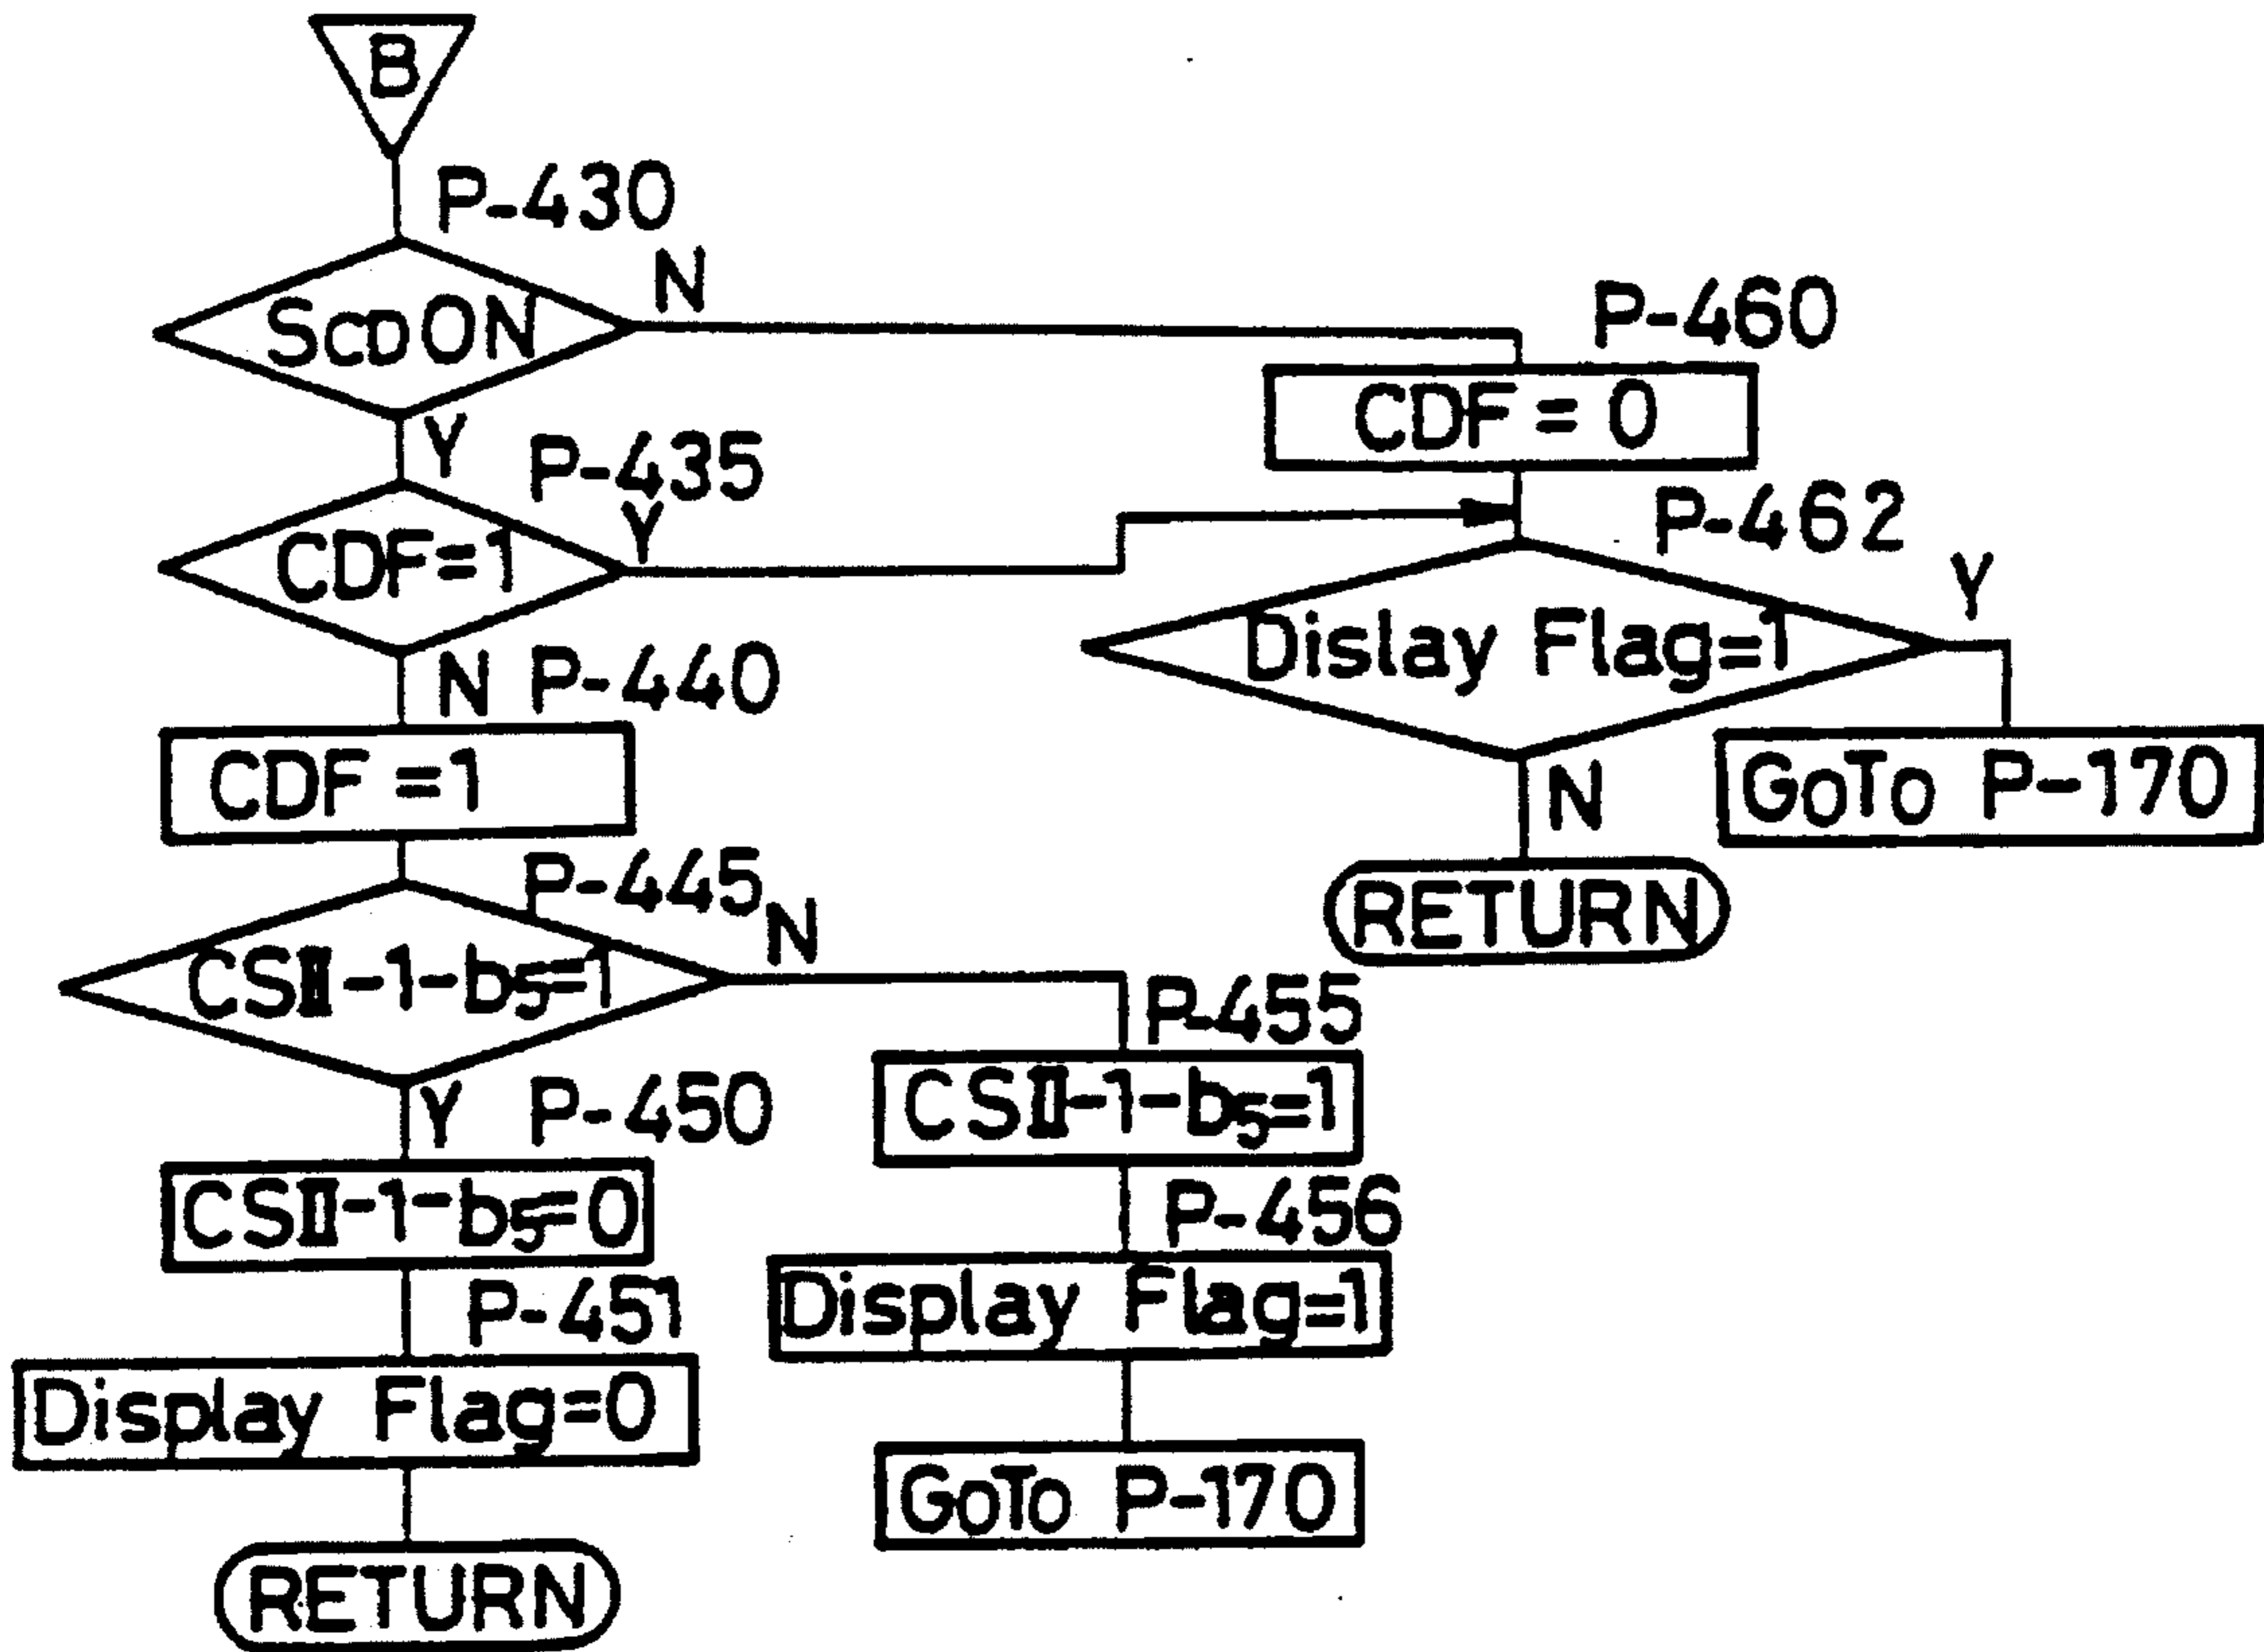 B
P-430
N
ScD ON
Y
P-435
Y
CDF=1
N P-440
CDF =1
P-445
N
CSII-1-b5=1
Y P-450
CSII-1-b5=0
P-451
Display Flag=0
RETURN
P-455
CSII-1-b5=1
P-456
Display Flag=1
GoTo P-170
P-460
CDF = 0
P-462
Y
Dislay Flag=1
N
GoTo P-170
RETURN